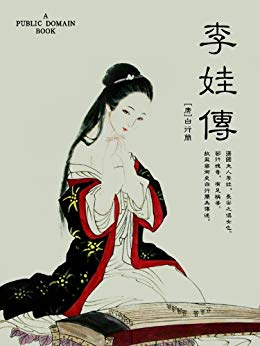 A
PUBLIC DOMAIN
BOOK
李娃傳
[唐]白行簡
汧國夫人李娃，長安之倡女也。
節行瑰奇，有足稱者。
故監察御史白行簡為傳述。